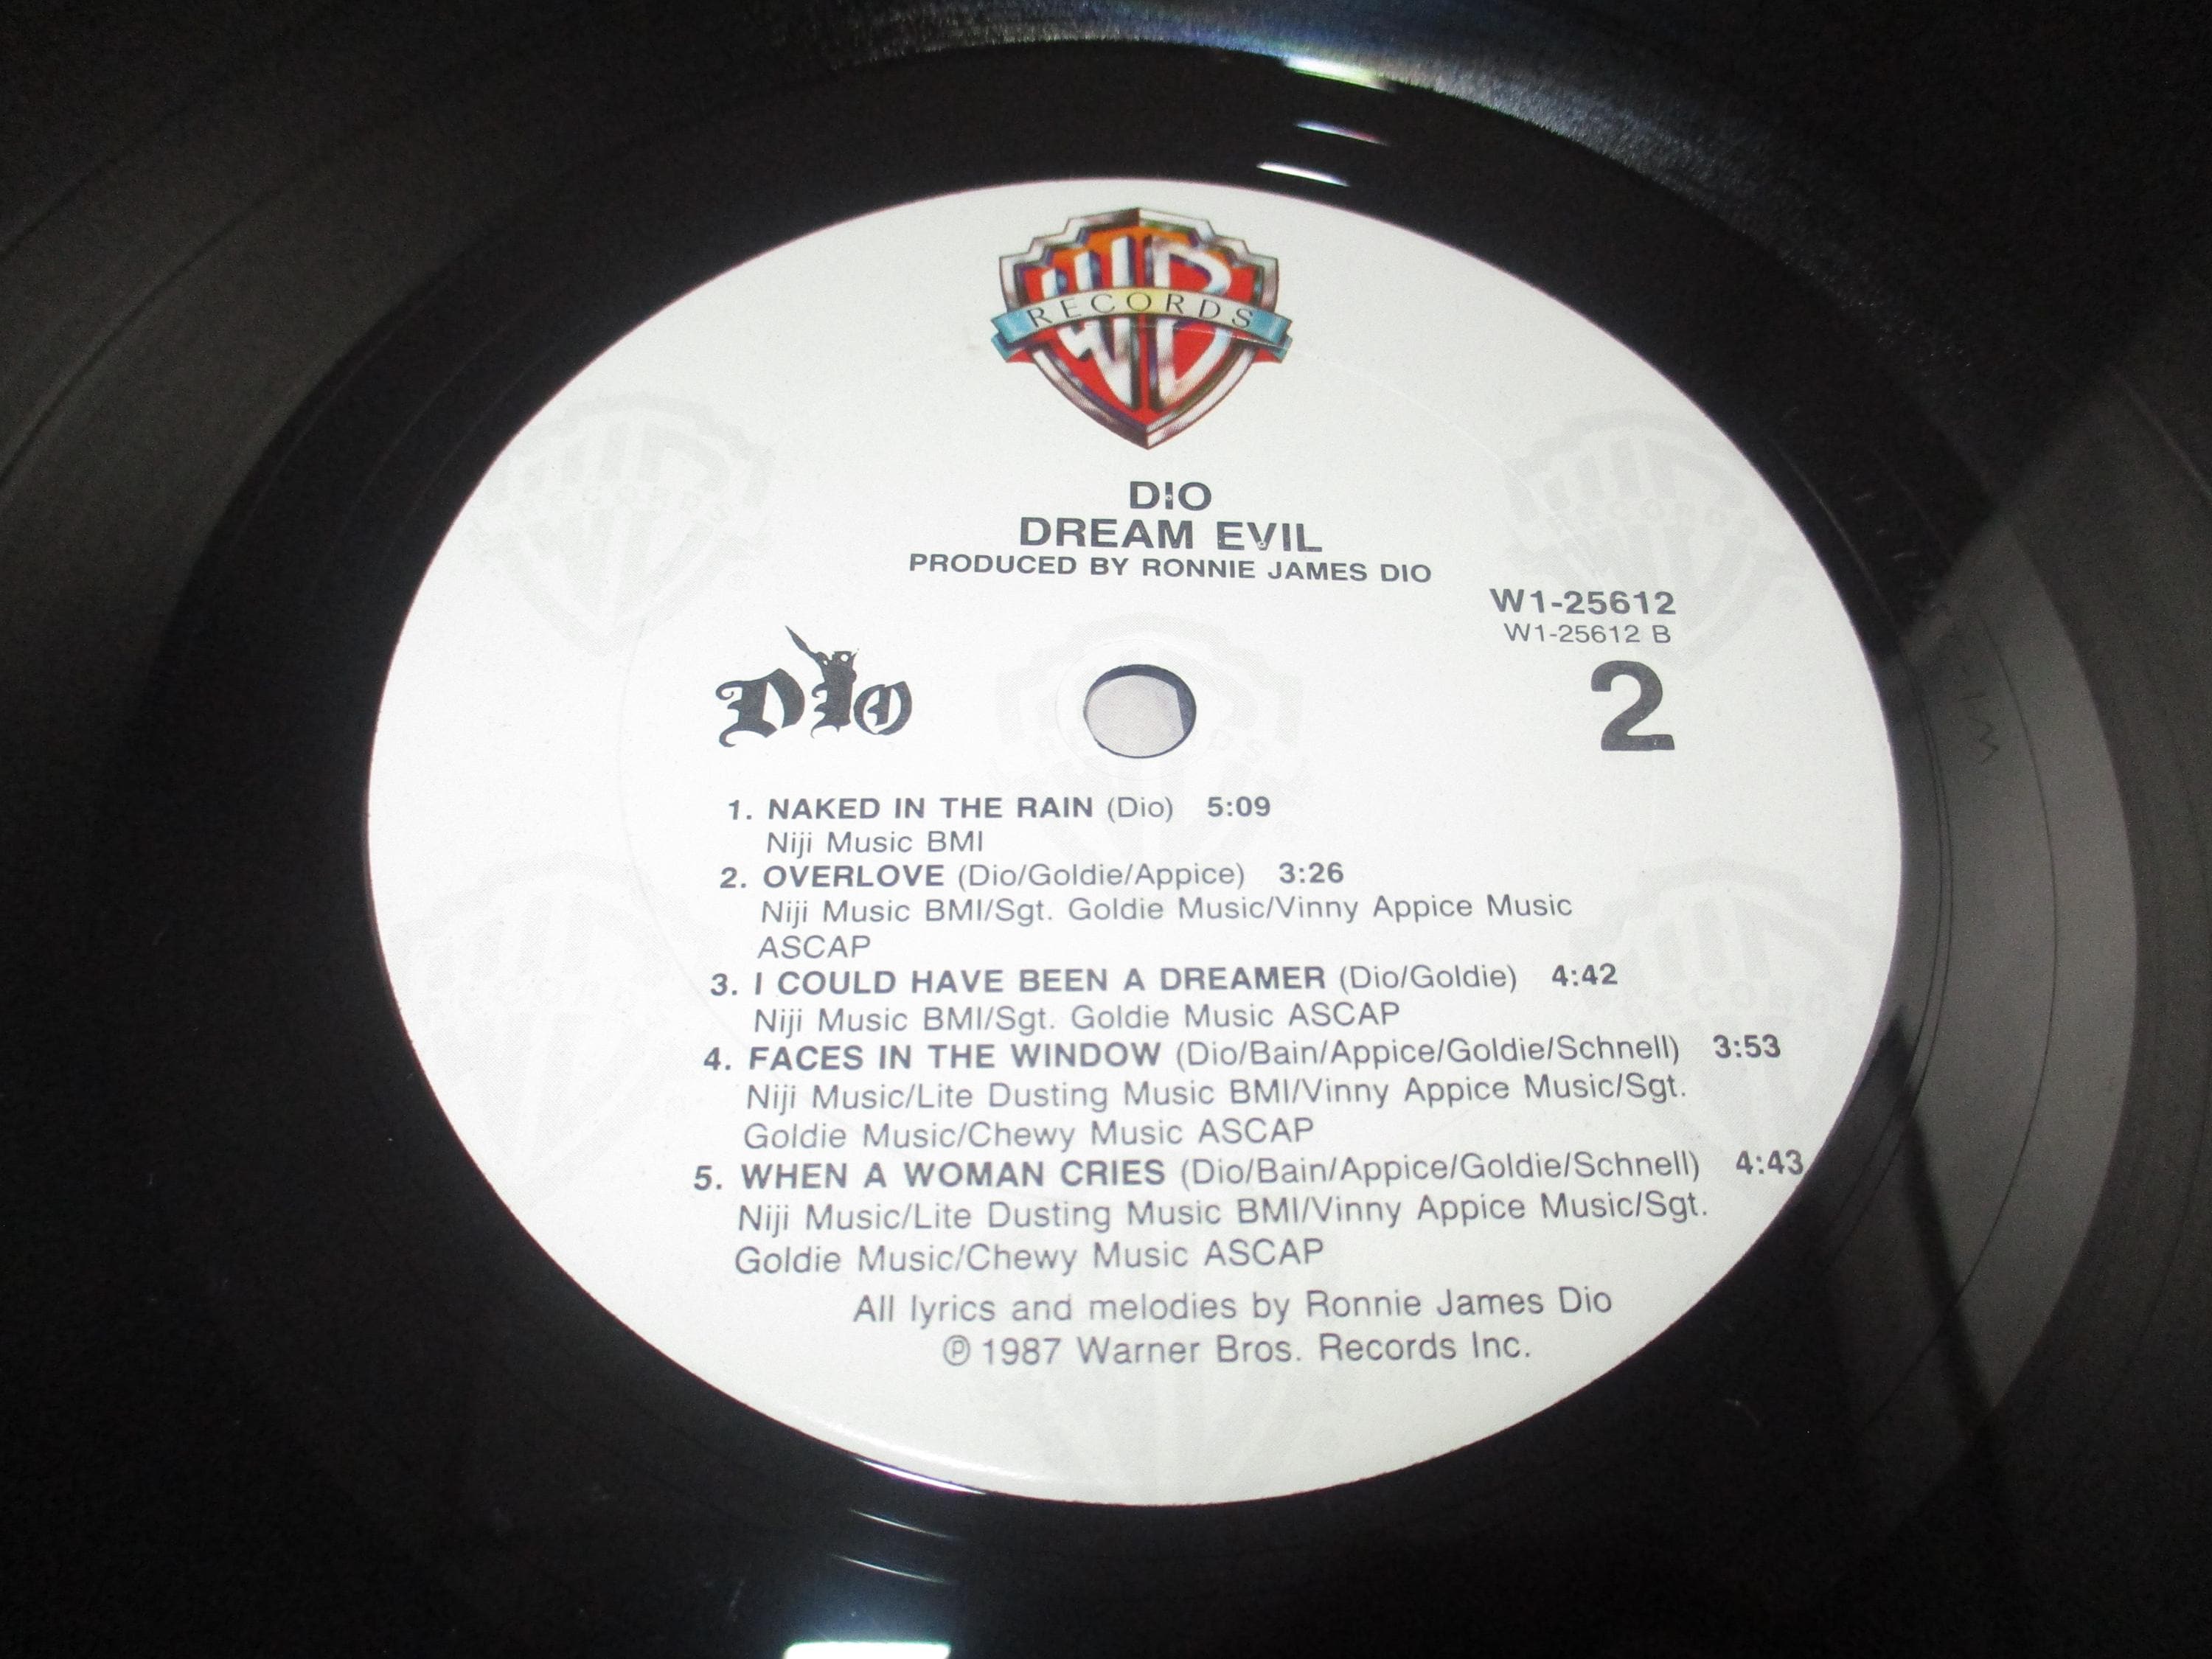 WB
RECORDS
DIO
DREAM EVIL
PRODUCED BY RONNIE JAMES DIO
W1-25612
W1-25612 B
DIO
2
1. NAKED IN THE RAIN (Dio) 5:09
Niji Music BMI
2. OVERLOVE (Dio/Goldie/Appice) 3:26
Niji Music BMI/Sgt. Goldie Music/Vinny Appice Music
ASCAP
3. I COULD HAVE BEEN A DREAMER (Dio/Goldie) 4:42
Niji Music BMI/Sgt. Goldie Music ASCAP
4. FACES IN THE WINDOW (Dio/Bain/Appice/Goldie/Schnell) 3:53
Niji Music/Lite Dusting Music BMI/Vinny Appice Music/Sgt.
Goldie Music/Chewy Music ASCAP
5. WHEN A WOMAN CRIES (Dio/Bain/Appice/Goldie/Schnell) 4:43
Niji Music/Lite Dusting Music BMI/Vinny Appice Music/Sgt.
Goldie Music/Chewy Music ASCAP
All lyrics and melodies by Ronnie James Dio
℗ 1987 Warner Bros. Records Inc.